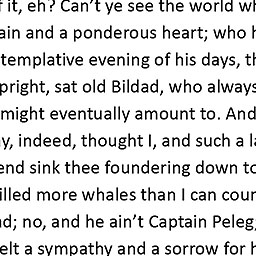 f it, eh? Can't ye see the world wh
ain and a ponderous heart; who h
templative evening of his days, th
pright, sat old Bildad, who always
might eventually amount to. And
y, indeed, thought I, and such a la
end sink thee foundering down to
illed more whales than I can coun
d; no, and he ain't Captain Peleg;
elt a sympathy and a sorrow for h